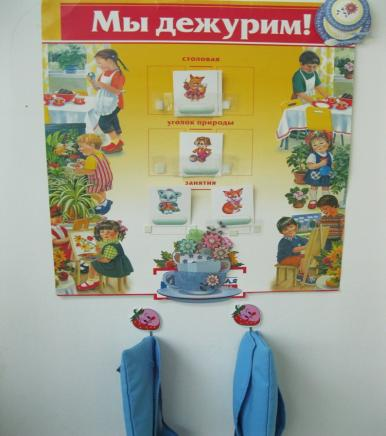 Мы дежурим!
столовая
уголок природы
занятия